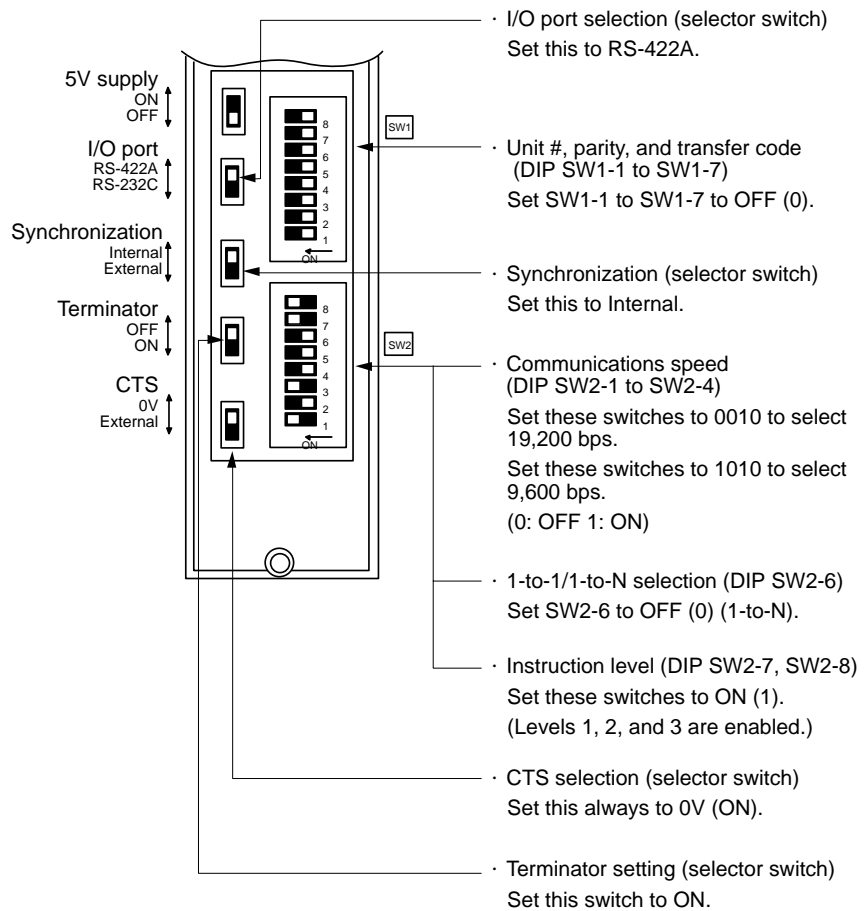 5V supply
ON
OFF
I/O port
RS-422A
RS-232C
Synchronization
Internal
External
Terminator
OFF
ON
CTS
0V
External
8
7
6
5
4
3
2
1
ON
SW1
8
7
6
5
4
3
2
1
ON
SW2
· I/O port selection (selector switch)
Set this to RS-422A.
· Unit #, parity, and transfer code
(DIP SW1-1 to SW1-7)
Set SW1-1 to SW1-7 to OFF (0).
· Synchronization (selector switch)
Set this to Internal.
· Communications speed
(DIP SW2-1 to SW2-4)
Set these switches to 0010 to select
19,200 bps.
Set these switches to 1010 to select
9,600 bps.
(0: OFF 1: ON)
· 1-to-1/1-to-N selection (DIP SW2-6)
Set SW2-6 to OFF (0) (1-to-N).
· Instruction level (DIP SW2-7, SW2-8)
Set these switches to ON (1).
(Levels 1, 2, and 3 are enabled.)
· CTS selection (selector switch)
Set this always to 0V (ON).
· Terminator setting (selector switch)
Set this switch to ON.